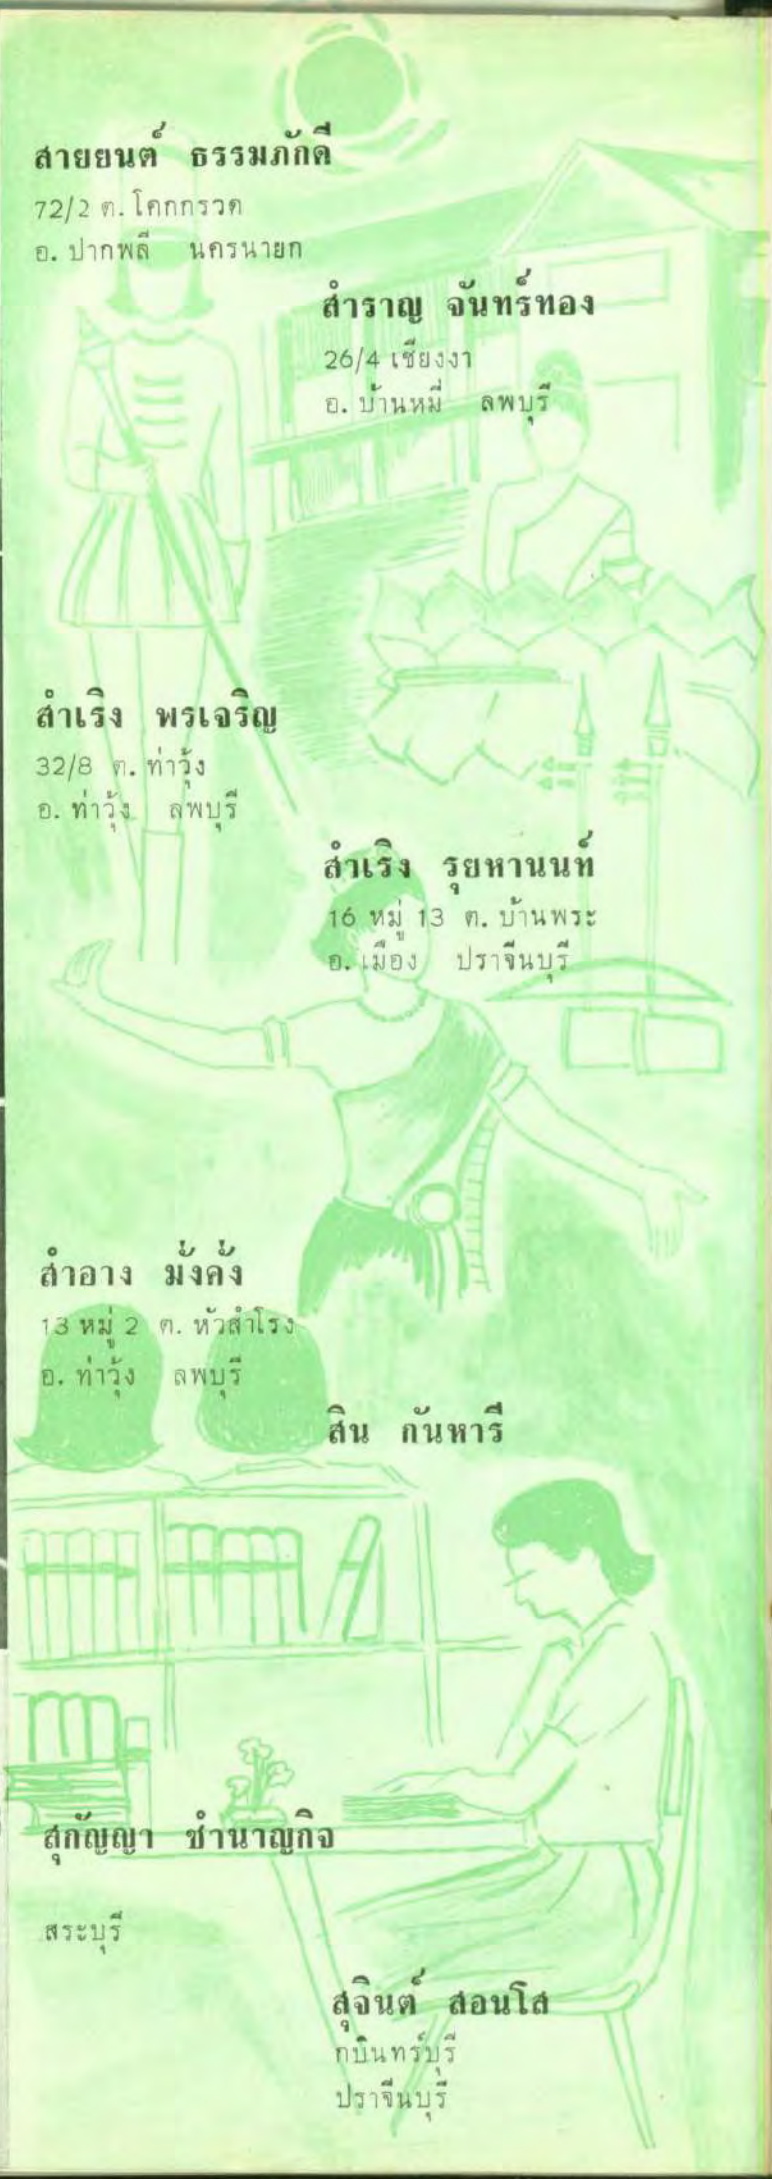 สายยนต์ ธรรมภักดี
72/2 ต. โคกกรวด
อ. ปากพลี นครนายก
สำราญ จันทร์ทอง
26/4 เชียงงา
อ. บ้านหมี่ ลพบุรี
สำเริง พรเจริญ
32/8 ต. ท่าวุ้ง
อ. ท่าวุ้ง ลพบุรี
สำเริง รุยหานนท์
16 หมู่ 13 ต. บ้านพระ
อ. เมือง ปราจีนบุรี
สำอาง มั่งคั่ง
13 หมู่ 2 ต. หัวสำโรง
อ. ท่าวุ้ง ลพบุรี
สิน กันหารี
สุกัญญา ชำนาญกิจ
สระบุรี
สุจินต์ สอนโส
กบินทร์บุรี
ปราจีนบุรี